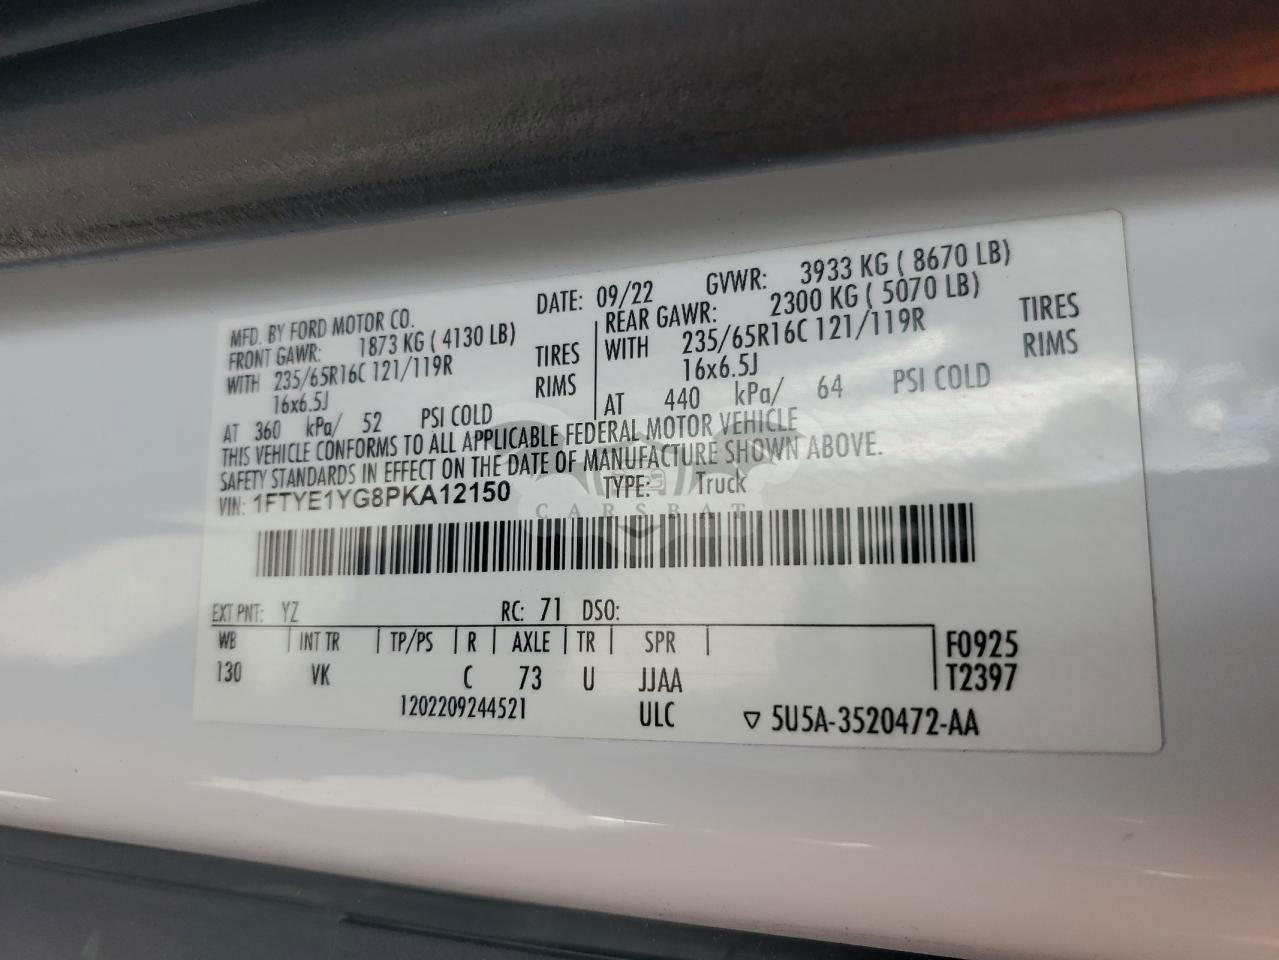 MFD. BY FORD MOTOR CO. DATE: 09/22 GVWR: 3933 KG ( 8670 LB)
FRONT GAWR: 1873 KG ( 4130 LB) REAR GAWR: 2300 KG ( 5070 LB)
WITH 235/65R16C 121/119R TIRES WITH 235/65R16C 121/119R TIRES
16x6.5J RIMS 16x6.5J RIMS
AT 360 kPa/ 52 PSI COLD AT 440 kPa/ 64 PSI COLD
THIS VEHICLE CONFORMS TO ALL APPLICABLE FEDERAL MOTOR VEHICLE
SAFETY STANDARDS IN EFFECT ON THE DATE OF MANUFACTURE SHOWN ABOVE.
VIN: 1FTYE1YG8PKA12150 TYPE: Truck
CARSBAT
EXT PNT: YZ RC: 71 DSO:
WB INT TR TP/PS R AXLE TR SPR F0925
130 VK C 73 U JJAA T2397
1202209244521 ULC ▽ 5U5A-3520472-AA